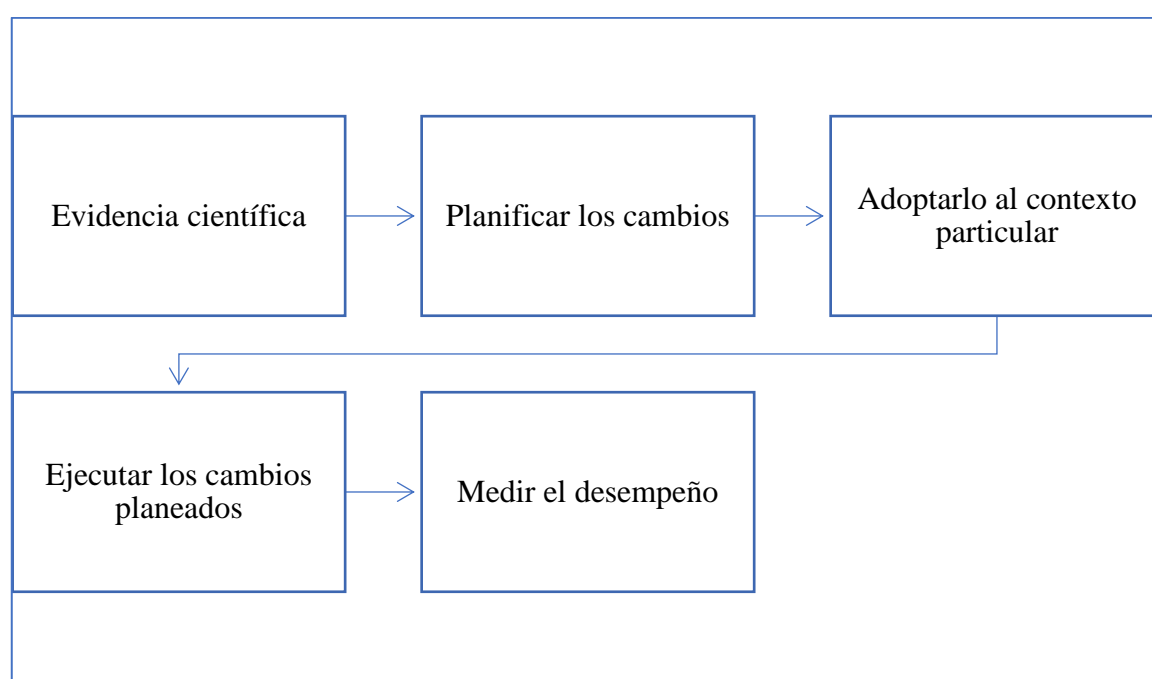 Evidencia científica
Planificar los cambios
Adoptarlo al contexto
particular
Ejecutar los cambios
planeados
Medir el desempeño